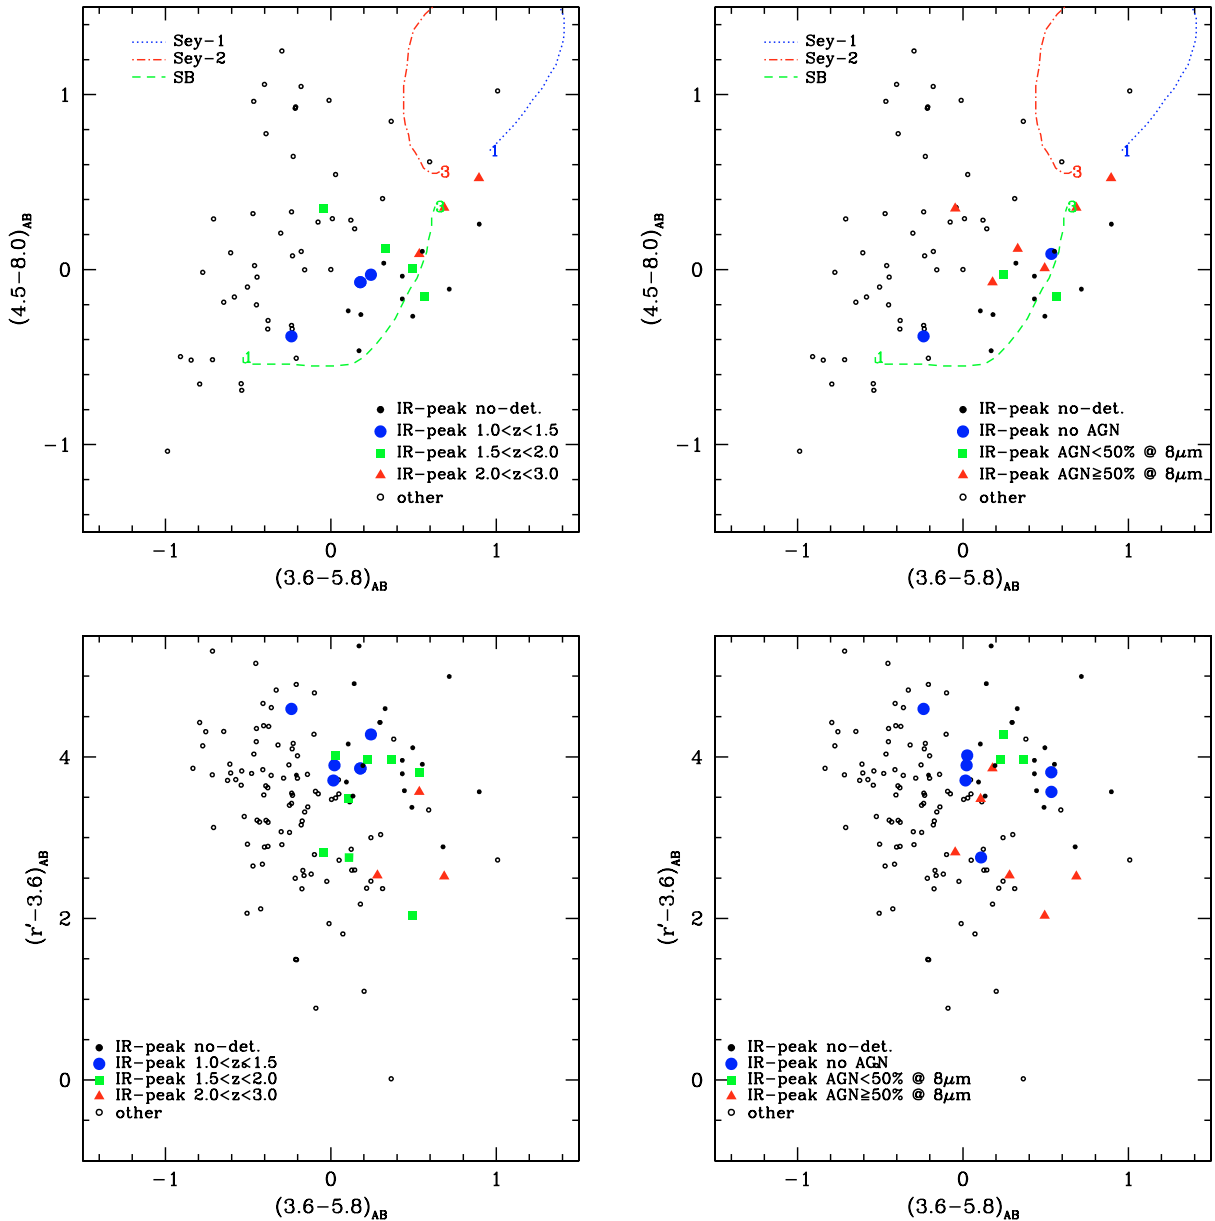 Sey-1
Sey-2
SB
1
3
3
1
1
0
-1
(4.5-8.0)AB
IR-peak no-det.
IR-peak 1.0<z<1.5
IR-peak 1.5<z<2.0
IR-peak 2.0<z<3.0
other
-1 0 1
(3.6-5.8)AB
Sey-1
Sey-2
SB
1
3
3
1
1
0
-1
(4.5-8.0)AB
IR-peak no-det.
IR-peak no AGN
IR-peak AGN<50% @ 8μm
IR-peak AGN≧50% @ 8μm
other
-1 0 1
(3.6-5.8)AB
4
2
0
(r'-3.6)AB
IR-peak no-det.
IR-peak 1.0<z≤1.5
IR-peak 1.5<z<2.0
IR-peak 2.0<z<3.0
other
-1 0 1
(3.6-5.8)AB
4
2
0
(r'-3.6)AB
IR-peak no-det.
IR-peak no AGN
IR-peak AGN<50% @ 8μm
IR-peak AGN≧50% @ 8μm
other
-1 0 1
(3.6-5.8)AB